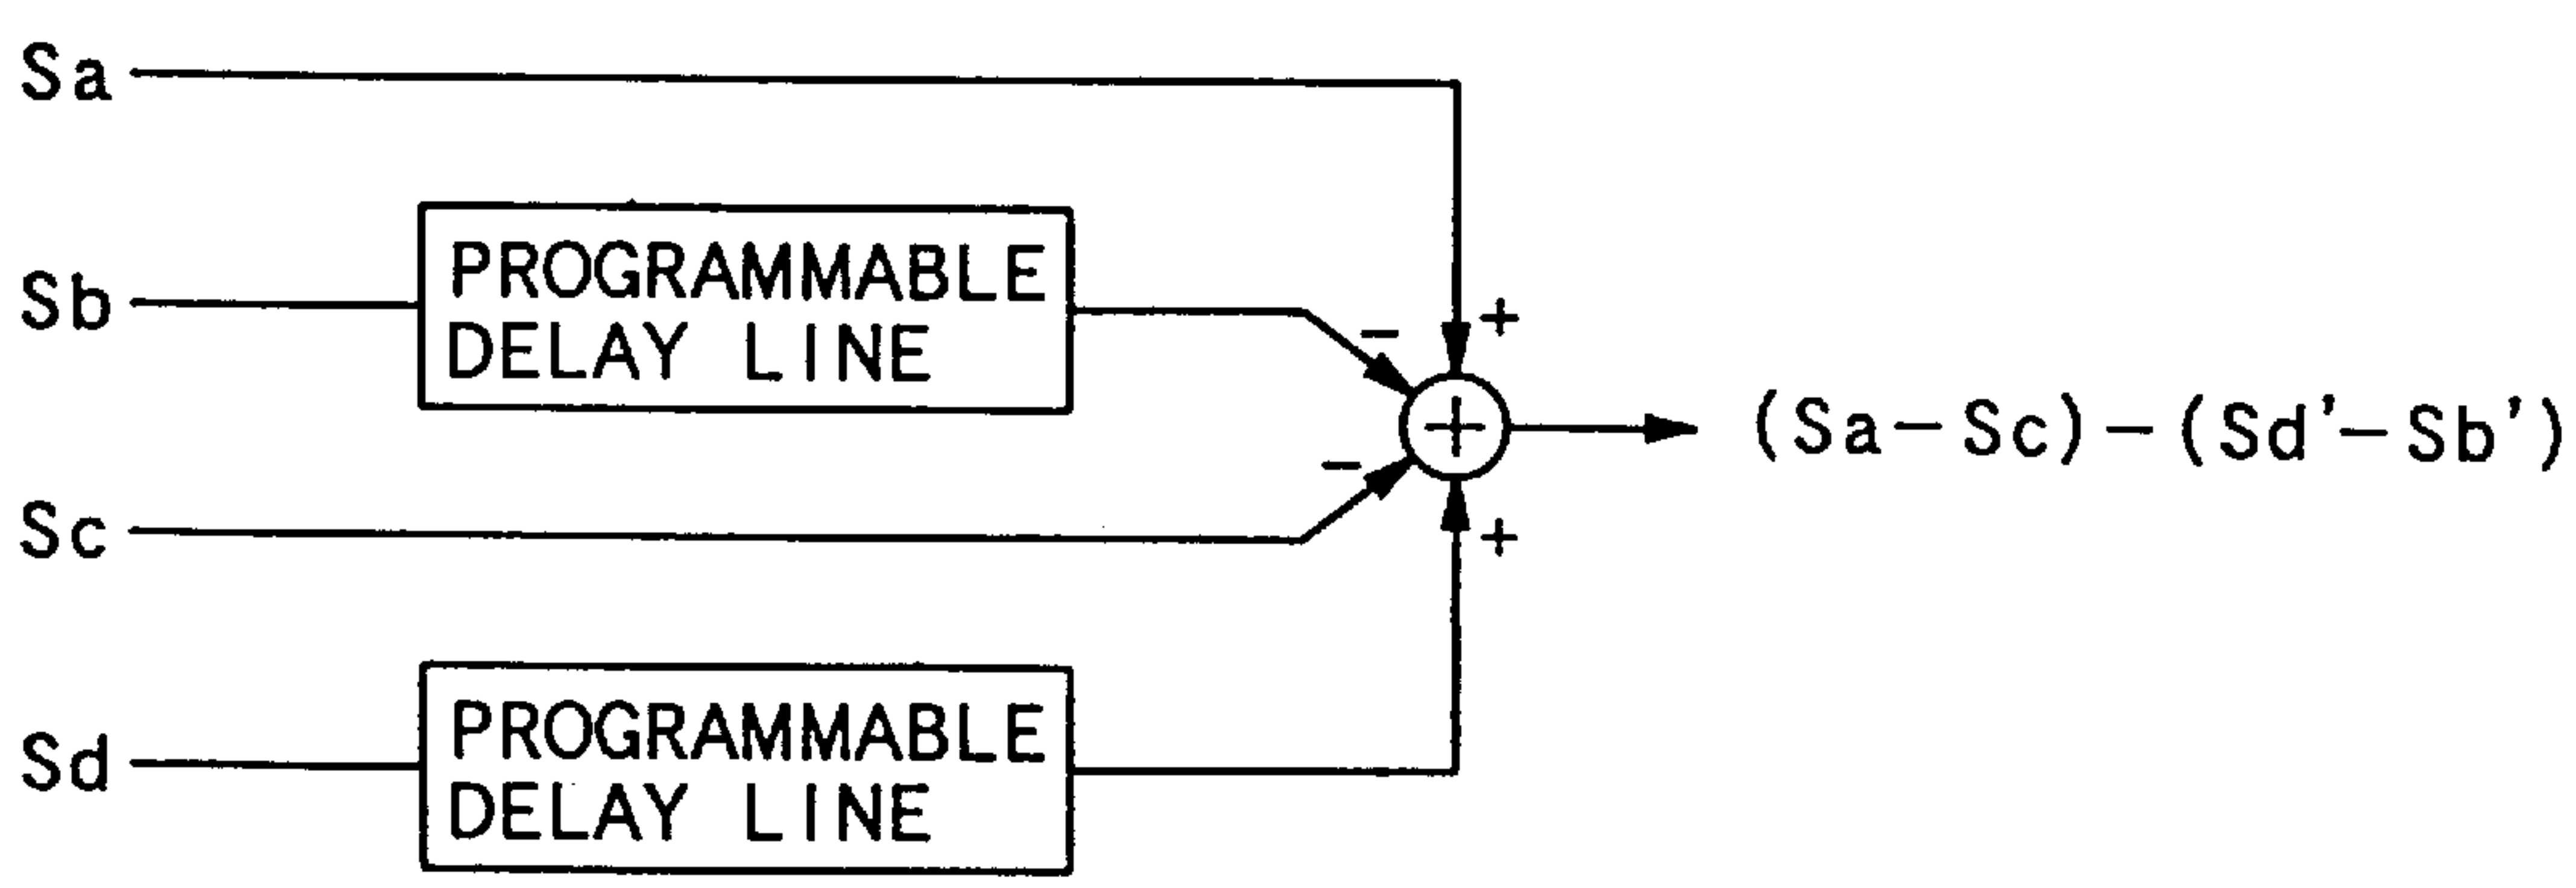 Sa
Sb
PROGRAMMABLE
DELAY LINE
-
+
(Sa-Sc)-(Sd'-Sb')
+
-
Sc
+
Sd
PROGRAMMABLE
DELAY LINE